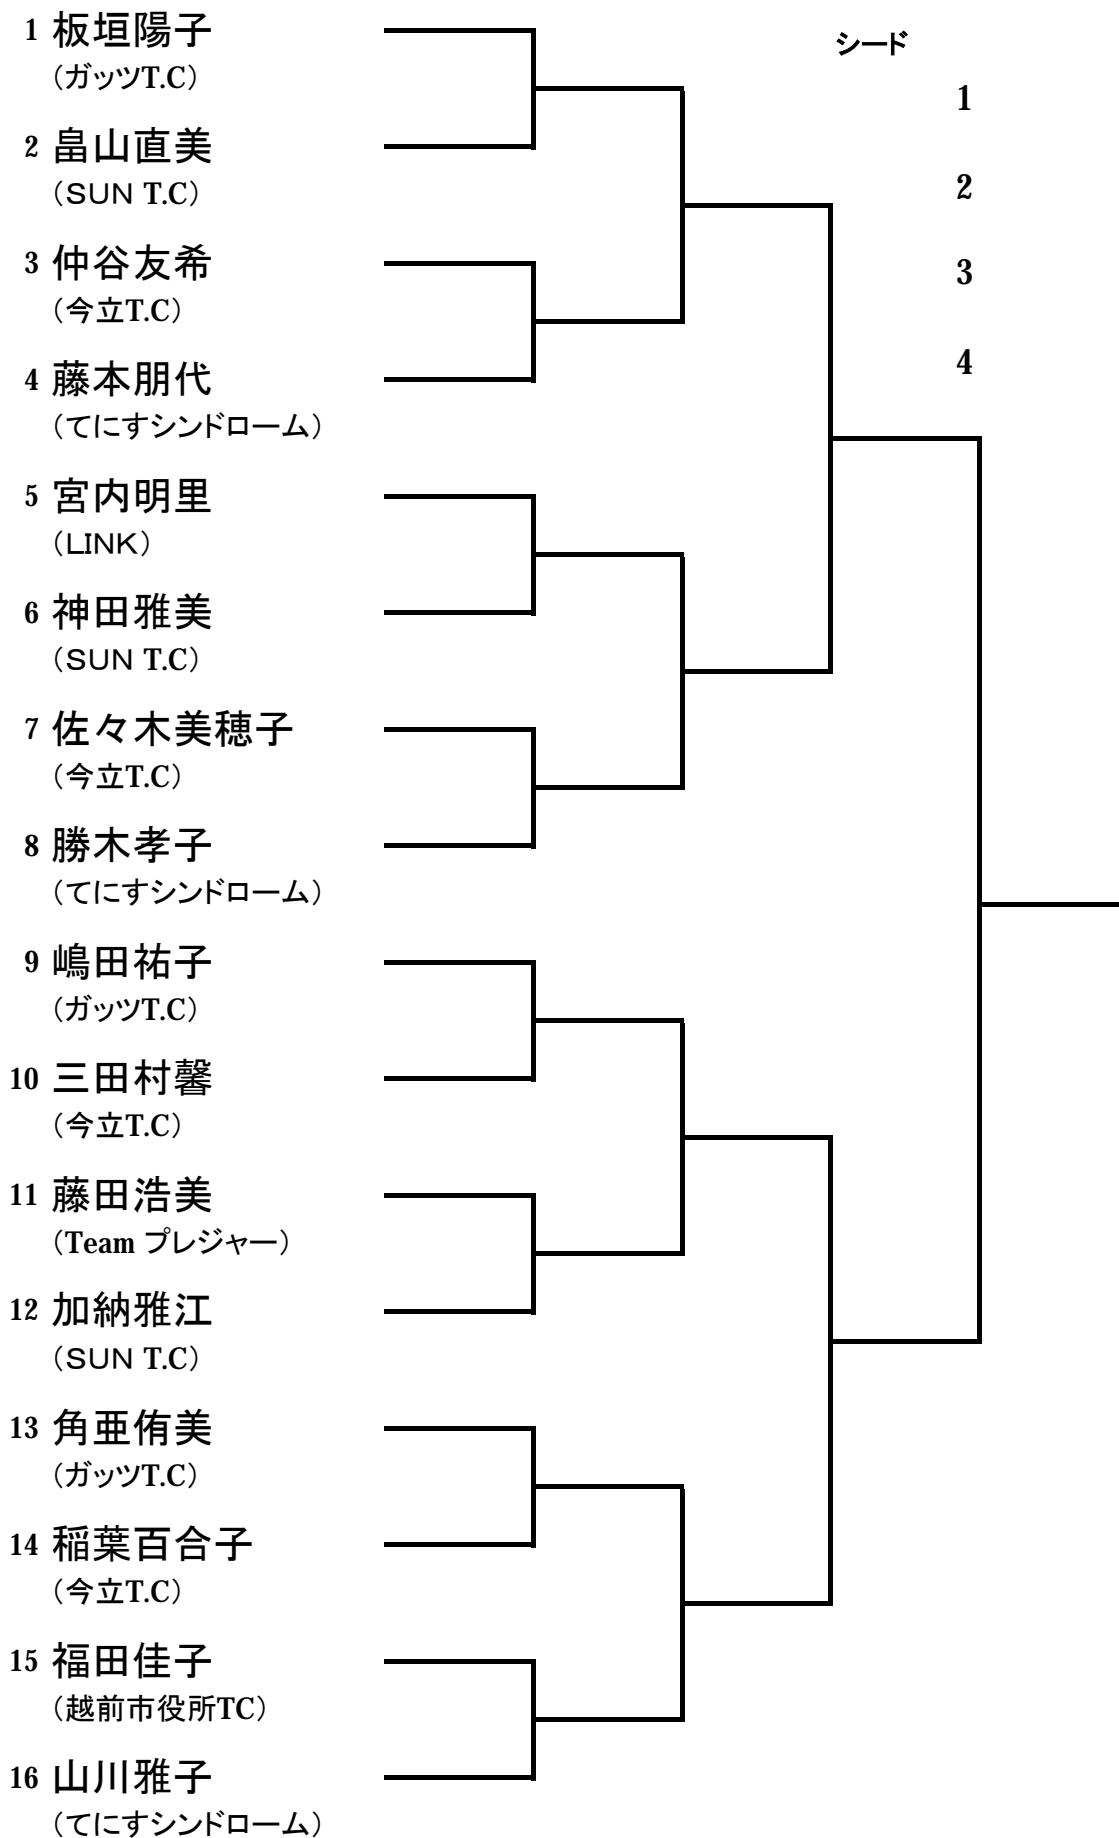 1 板垣陽子
（ガッツT.C）
2 畠山直美
（SUN T.C）
3 仲谷友希
（今立T.C）
4 藤本朋代
（てにすシンドローム）
5 宮内明里
（LINK）
6 神田雅美
（SUN T.C）
7 佐々木美穂子
（今立T.C）
8 勝木孝子
（てにすシンドローム）
9 嶋田祐子
（ガッツT.C）
10 三田村馨
（今立T.C）
11 藤田浩美
（Team プレジャー）
12 加納雅江
（SUN T.C）
13 角亜侑美
（ガッツT.C）
14 稲葉百合子
（今立T.C）
15 福田佳子
（越前市役所TC）
16 山川雅子
（てにすシンドローム）
シード
1
2
3
4